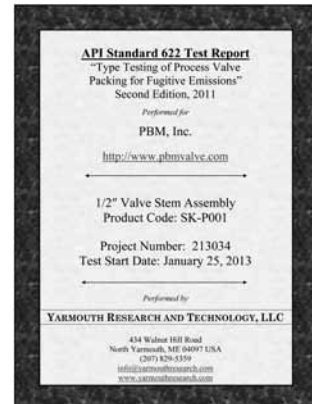 API Standard 622 Test Report
“Type Testing of Process Valve
Packing for Fugitive Emissions”
Second Edition, 2011
Performed for
PBM, Inc.
http://www.pbmvalve.com
1/2" Valve Stem Assembly
Product Code: SK-P001
Project Number: 213034
Test Start Date: January 25, 2013
Performed by
YARMOUTH RESEARCH AND TECHNOLOGY, LLC
434 Walnut Hill Road
North Yarmouth, ME 04097 USA
(207) 829-5359
info@yarmouthresearch.com
www.yarmouthresearch.com